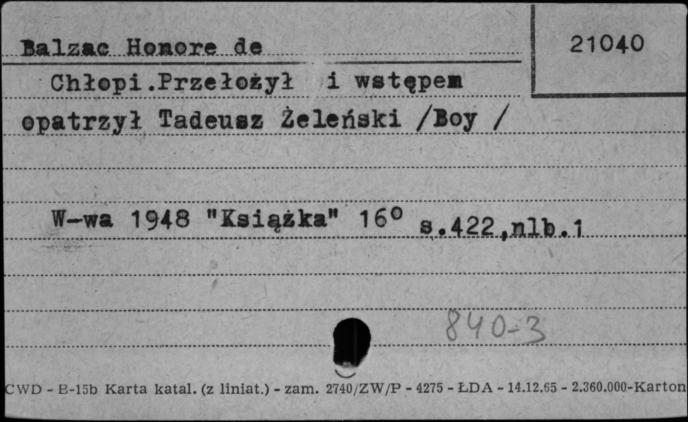 Balzac Honore de
21040
Chłopi.Przełożył i wstępem
opatrzył Tadeusz Żeleński /Boy /
W-wa 1948 "Książka" 16° s.422,nlb.1
840-3
CWD - B-15b Karta katal. (z liniat.) - zam. 2740/ZW/P - 4275 - ŁDA - 14.12.65 - 2.360.000-Karton